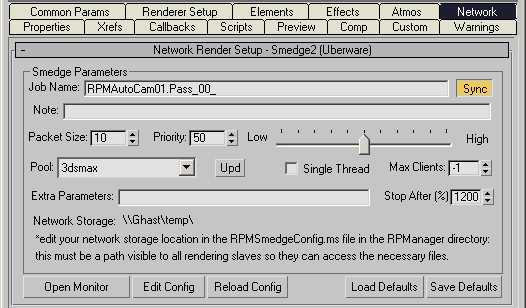 Common Params Renderer Setup Elements Effects Atmos Network
Properties Xrefs Callbacks Scripts Preview Comp Custom Warnings
- Network Render Setup - Smedge2 (Uberware)
Smedge Parameters
Job Name: RPMAutoCam01.Pass_00_ Sync
Note:
Packet Size: 10 Priority: 50 Low High
Pool: 3dsmax Upd Single Thread Max Clients: -1
Extra Parameters: Stop After (%) 1200
Network Storage: \\Ghast\temp\
*edit your network storage location in the RPMSmedgeConfig.ms file in the RPManager directory:
this must be a path visible to all rendering slaves so they can access the necessary files.
Open Monitor Edit Config Reload Config Load Defaults Save Defaults